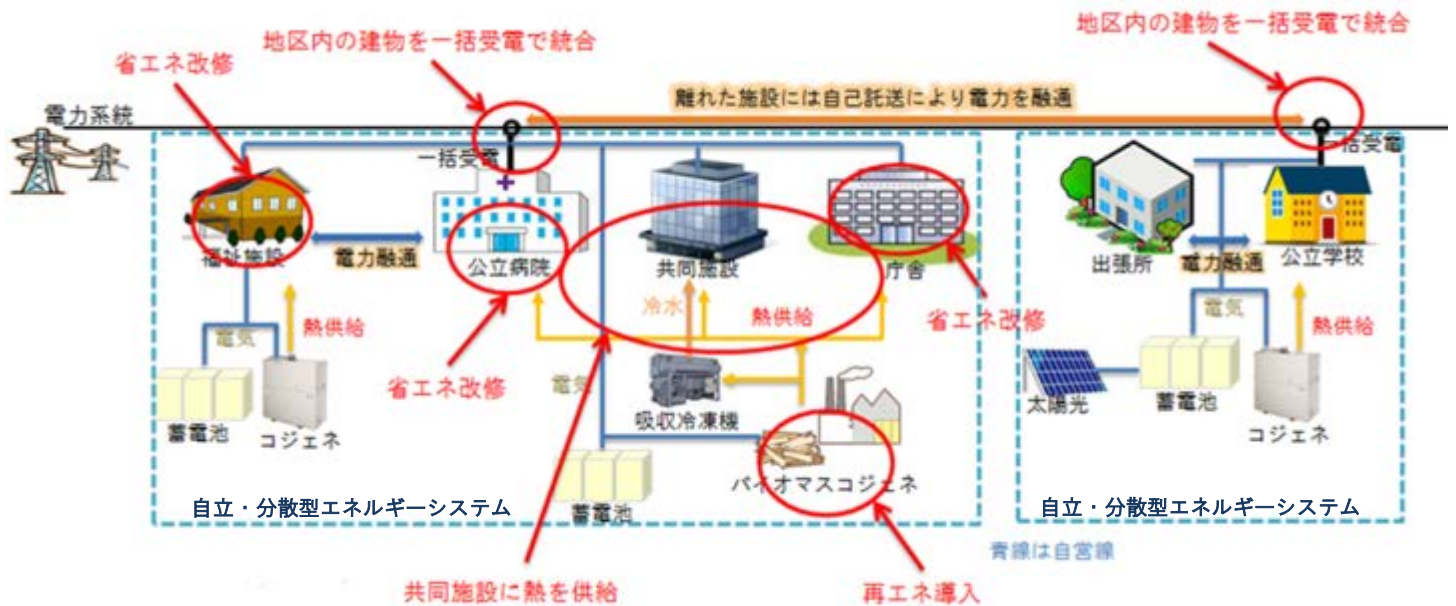 地区内の建物を一括受電で統合
地区内の建物を一括受電で統合
省エネ改修
離れた施設には自己託送により電力を融通
電力系統
一括受電
一括受電
福祉施設
電力融通
公立病院
共同施設
庁舎
出張所
電力融通
公立学校
冷水
熱供給
省エネ改修
電気
熱供給
電気
熱供給
省エネ改修
電気
吸収冷凍機
太陽光
蓄電池
コジェネ
蓄電池
コジェネ
バイオマスコジェネ
自立・分散型エネルギーシステム
蓄電池
自立・分散型エネルギーシステム
青線は自営線
共同施設に熱を供給
再エネ導入